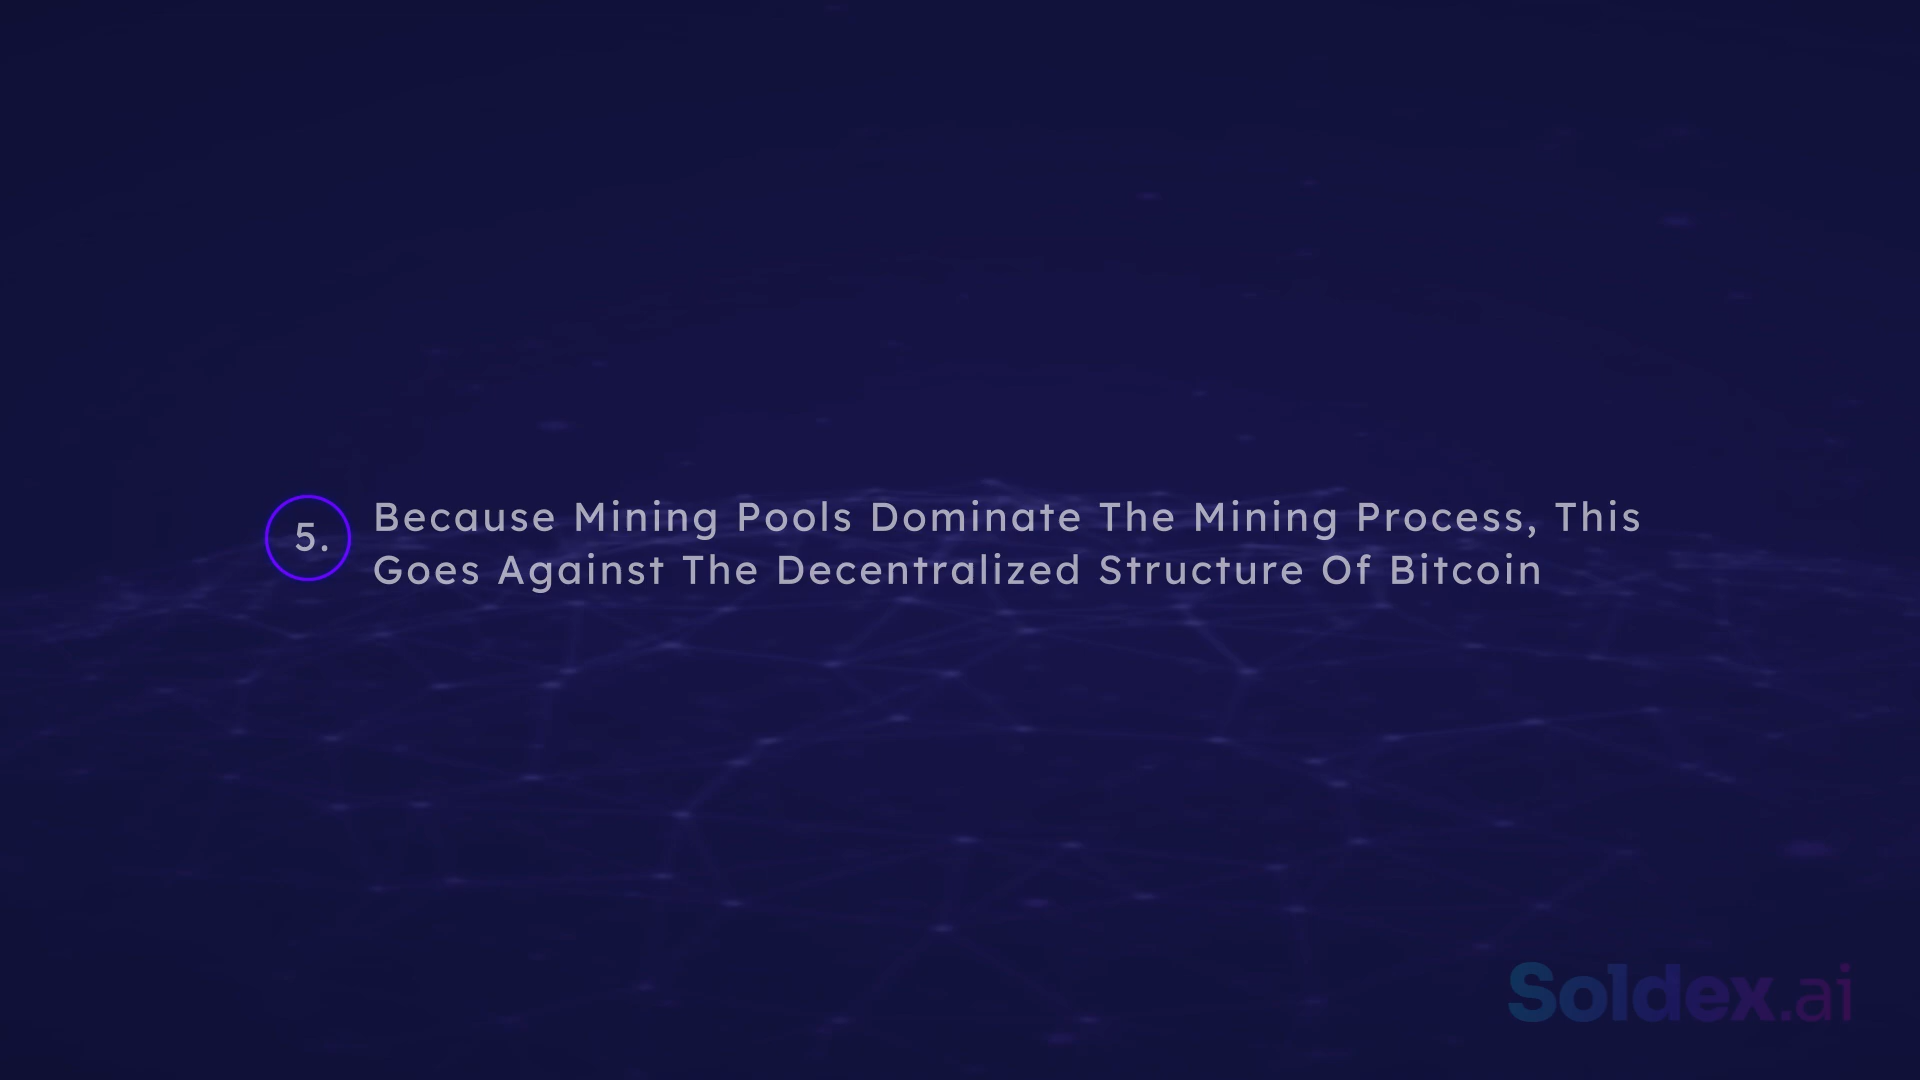 5.
Because Mining Pools Dominate The Mining Process, This
Goes Against The Decentralized Structure Of Bitcoin
Soldex.ai